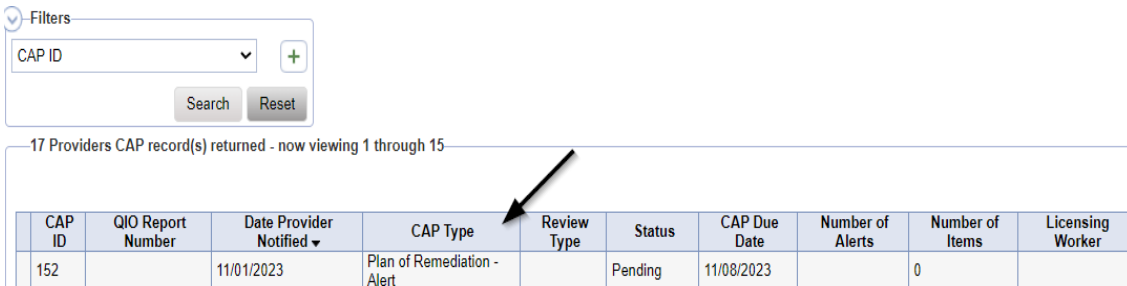 Filters
CAP ID
+
Search Reset
17 Providers CAP record(s) returned - now viewing 1 through 15
CAP ID QIO Report Number Date Provider Notified CAP Type Review Type Status CAP Due Date Number of Alerts Number of Items Licensing Worker
152 11/01/2023 Plan of Remediation - Alert Pending 11/08/2023 0